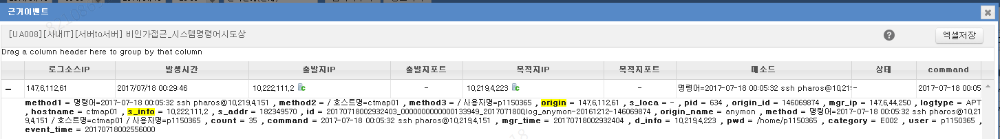 근거이벤트
[UA008][사내IT][서버to서버] 비인가접근_시스템명령어시도상
엑셀저장
Drag a column header here to group by that column
로그소스IP 발생시간 출발지IP 출발지포트 목적지IP 목적지포트 메소드 상태 command
147,6,112,61 2017/07/18 00:29:46 10,222,111,2 - 10,219,4,223 - 명령어=2017-07-18 00:05:32 ssh pharos@10,219 - 2017-07-18 00:05
method1 = 명령어=2017-07-18 00:05:32 ssh pharos@10,219,4,151 , method2 = / 호스트명=ctmap01 , method3 = / 사용자명=p1150365 , origin = 147,6,112,61 , s_loca = - , pid = 634 , origin_id = 146069874 , mgr_ip = 147,6,44,250 , logtype = APT
, hostname = ctmap01 , s_info = 10,222,111,2 , s_addr = 182349570 , id = 20170718002932403_0000000000000133949_2017071800,log_anymon-20161212-146069874 , origin_name = anymon , method = 명령어=2017-07-18 00:05:32 ssh pharos@10,21
9,4,151 / 호스트명=ctmap01 / 사용자명=p1150365 , count = 35 , command = 2017-07-18 00:05:32 ssh pharos@10,219,4,151 , mgr_time = 20170718002932404 , d_info = 10,219,4,223 , pwd = /home/p1150365 , category = E002 , user = p1150365 ,
event_time = 20170718002556000